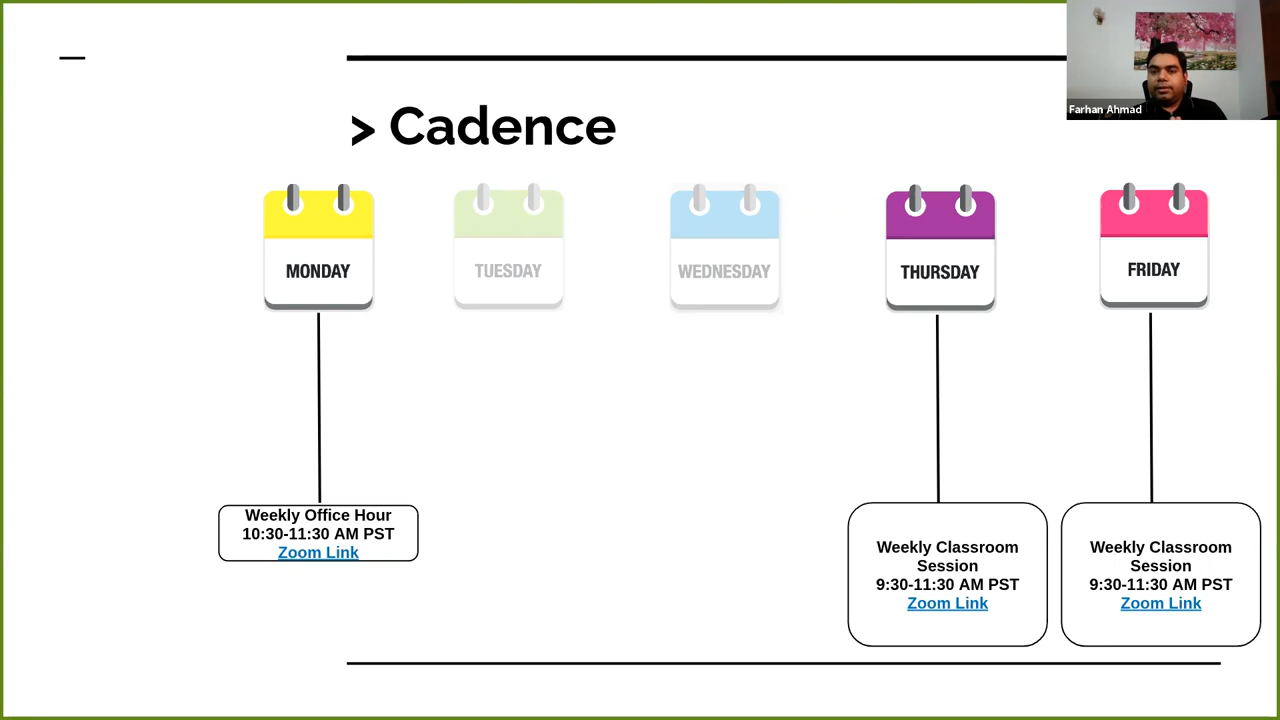 Farhan Ahmad
> Cadence
MONDAY
TUESDAY
WEDNESDAY
THURSDAY
FRIDAY
Weekly Office Hour
10:30-11:30 AM PST
Zoom Link
Weekly Classroom
Session
9:30-11:30 AM PST
Zoom Link
Weekly Classroom
Session
9:30-11:30 AM PST
Zoom Link